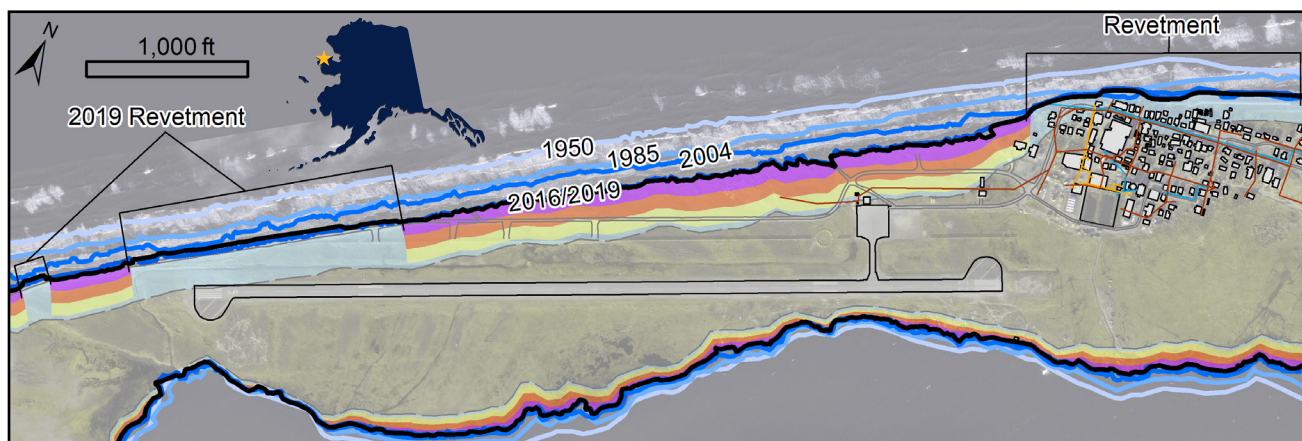 N
1,000 ft
Revetment
2019 Revetment
1950
1985
2004
2016/2019